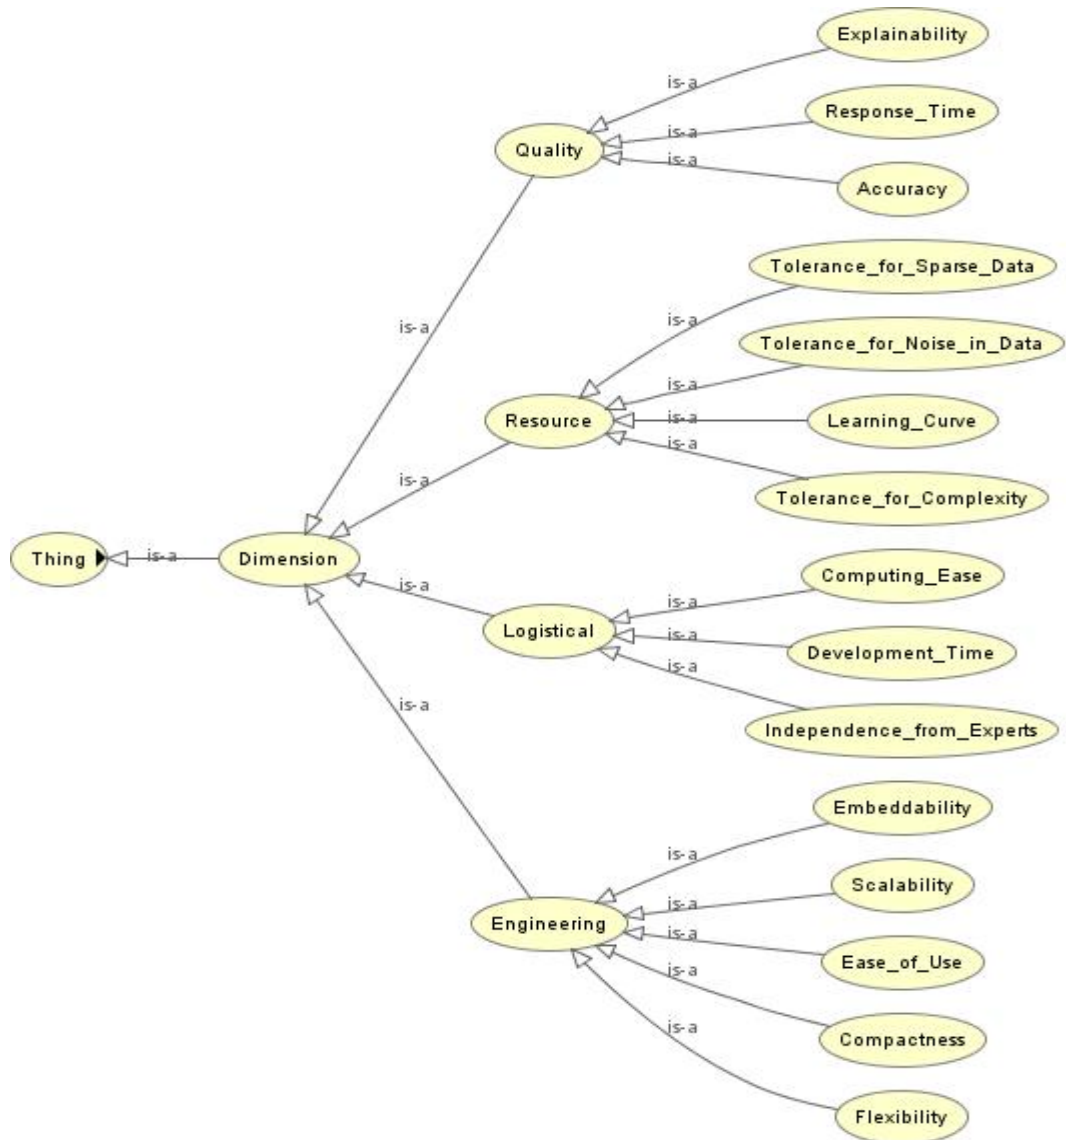 Explainability
is-a
Response_Time
is-a
Quality
is-a
Accuracy
Tolerance_for_Sparse_Data
is-a
is-a
Tolerance_for_Noise_in_Data
is-a
Resource
is-a
Learning_Curve
is-a
is-a
Tolerance_for_Complexity
Thing
is-a
Dimension
Computing_Ease
is-a
is-a
Logistical
is-a
Development_Time
is-a
Independence_from_Experts
is-a
Embeddability
is-a
Scalability
is-a
Engineering
is-a
Ease_of_Use
is-a
Compactness
is-a
Flexibility